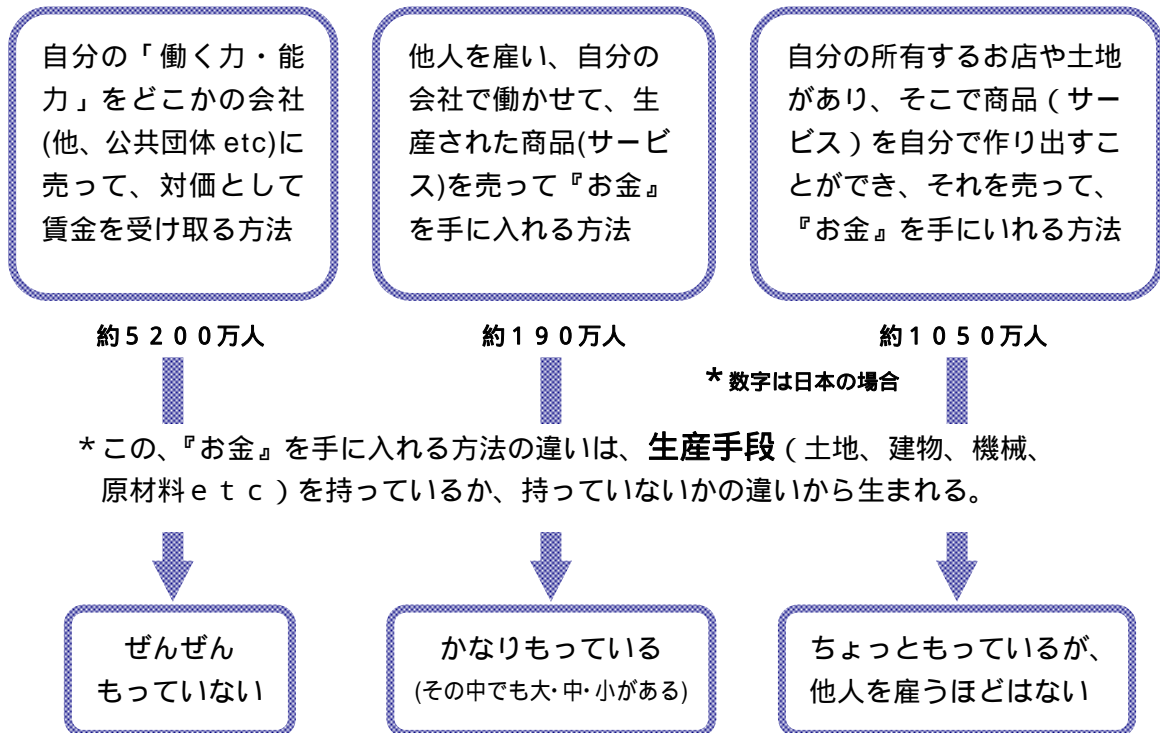 自分の「働く力・能
力」をどこかの会社
(他、公共団体 etc)に
売って、対価として
賃金を受け取る方法
他人を雇い、自分の
会社で働かせて、生
産された商品(サービ
ス)を売って『お金』
を手に入れる方法
自分の所有するお店や土地
があり、そこで商品(サー
ビス)を自分で作り出すこ
とができ、それを売って、
『お金』を手にいれる方法
約5200万人
約190万人
約1050万人
*数字は日本の場合
*この、『お金』を手に入れる方法の違いは、生産手段(土地、建物、機械、
原材料etc)を持っているか、持っていないかの違いから生まれる。
ぜんぜん
もっていない
かなりもっている
(その中でも大・中・小がある)
ちょっともっているが、
他人を雇うほどはない